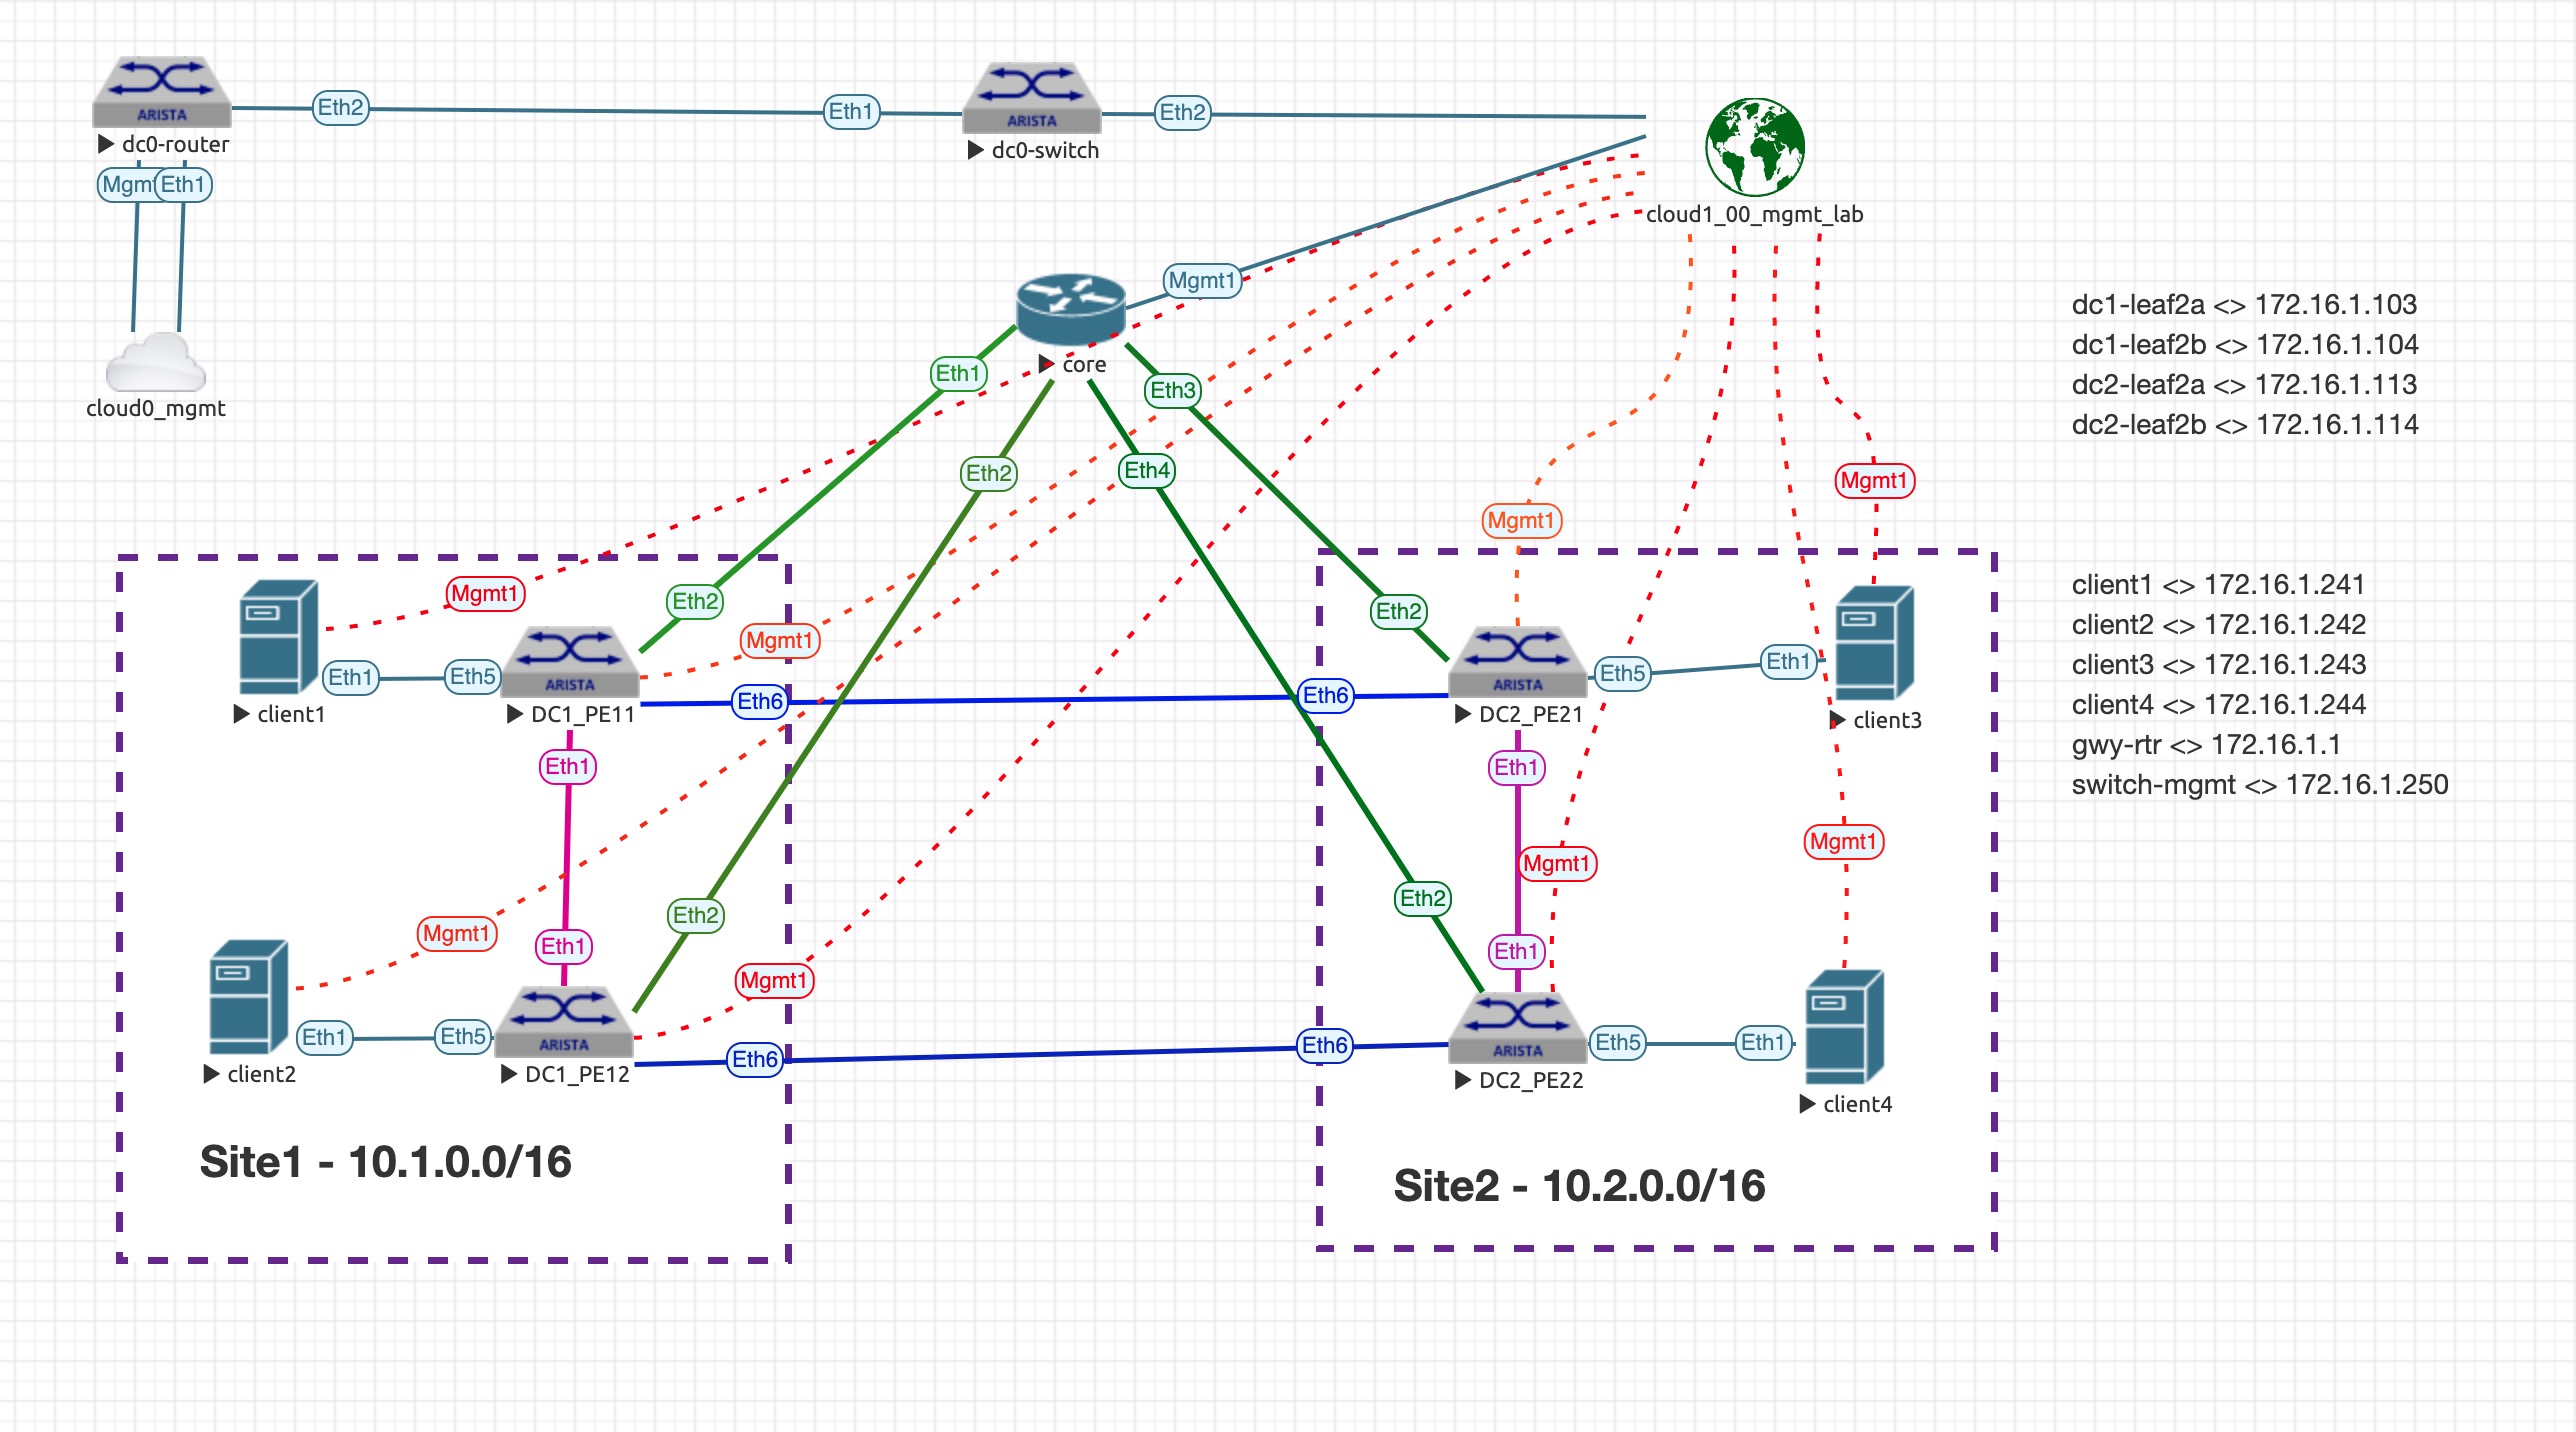 ARISTA
dc0-router
Eth2
Eth1
ARISTA
dc0-switch
Eth2
cloud1_00_mgmt_lab
Eth1
cloud0_mgmt
Mgmt1
core
Eth1
Eth3
Eth2
Eth4
dc1-leaf2a <> 172.16.1.103
dc1-leaf2b <> 172.16.1.104
dc2-leaf2a <> 172.16.1.113
dc2-leaf2b <> 172.16.1.114
Mgmt1
Mgmt1
Mgmt1
client1
Eth1
Eth5
ARISTA
DC1_PE11
Eth2
Mgmt1
Eth6
Eth1
Eth1
Mgmt1
client2
Eth1
Eth5
ARISTA
DC1_PE12
Eth2
Mgmt1
Eth6
Site1 - 10.1.0.0/16
Eth2
Eth6
ARISTA
DC2_PE21
Eth5
Eth1
client3
Eth1
Mgmt1
Mgmt1
Eth2
Eth1
Eth6
ARISTA
DC2_PE22
Eth5
Eth1
client4
Site2 - 10.2.0.0/16
client1 <> 172.16.1.241
client2 <> 172.16.1.242
client3 <> 172.16.1.243
client4 <> 172.16.1.244
gwy-rtr <> 172.16.1.1
switch-mgmt <> 172.16.1.250